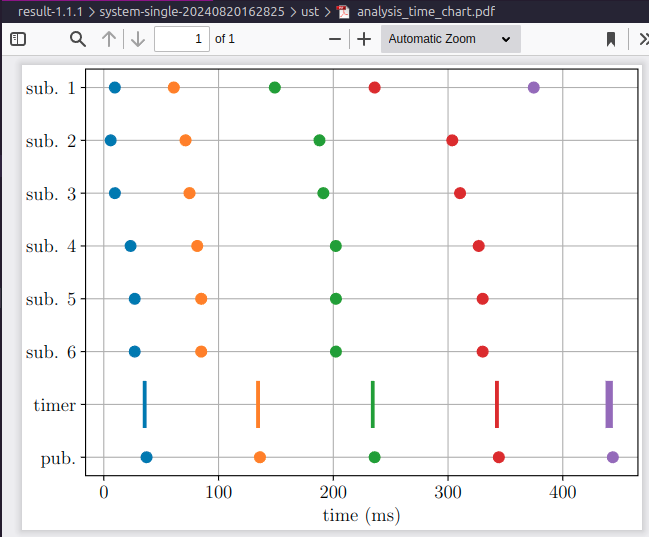 result-1.1.1 > system-single-20240820162825 > ust > analysis_time_chart.pdf
1 of 1 Automatic Zoom
sub. 1
sub. 2
sub. 3
sub. 4
sub. 5
sub. 6
timer
pub.
0 100 200 300 400
time (ms)